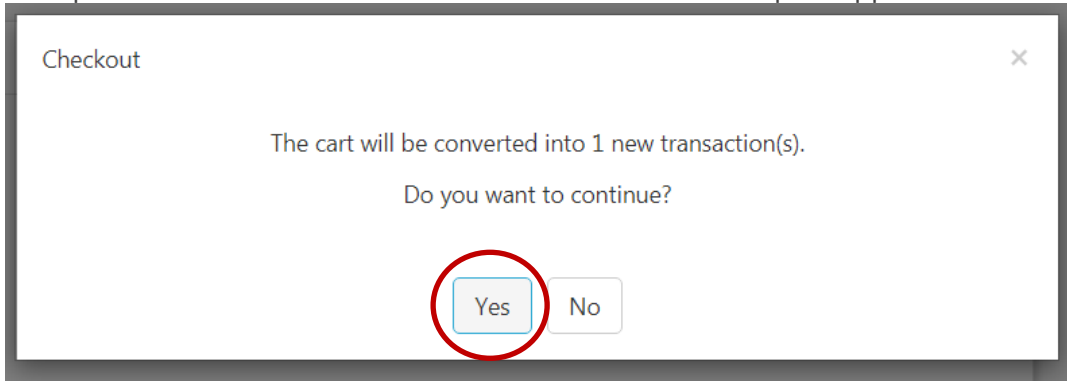 Checkout
The cart will be converted into 1 new transaction(s).
Do you want to continue?
Yes No